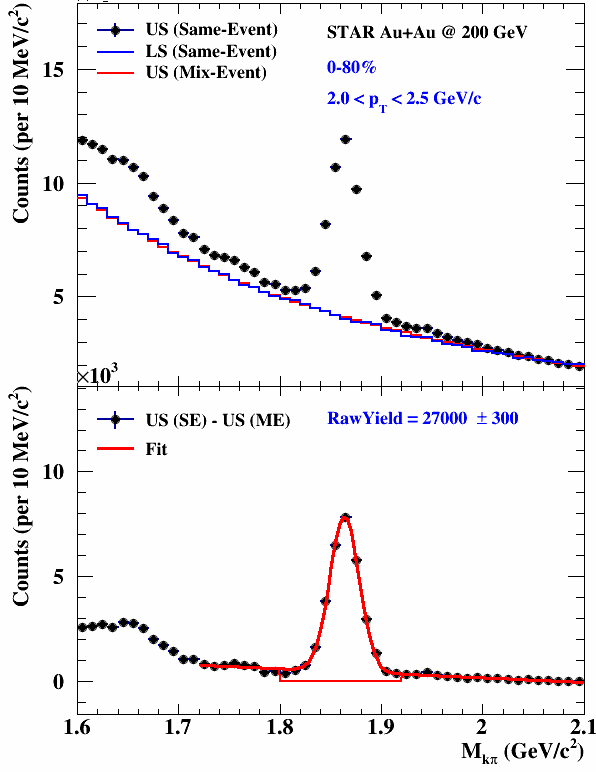 US (Same-Event)
LS (Same-Event)
US (Mix-Event)
STAR Au+Au @ 200 GeV
0-80%
2.0 < p_T < 2.5 GeV/c
Counts (per 10 MeV/c²)
15
10
5
×10³
US (SE) - US (ME)
Fit
RawYield = 27000 ± 300
Counts (per 10 MeV/c²)
10
5
0
1.6 1.7 1.8 1.9 2 2.1
M_kπ (GeV/c²)